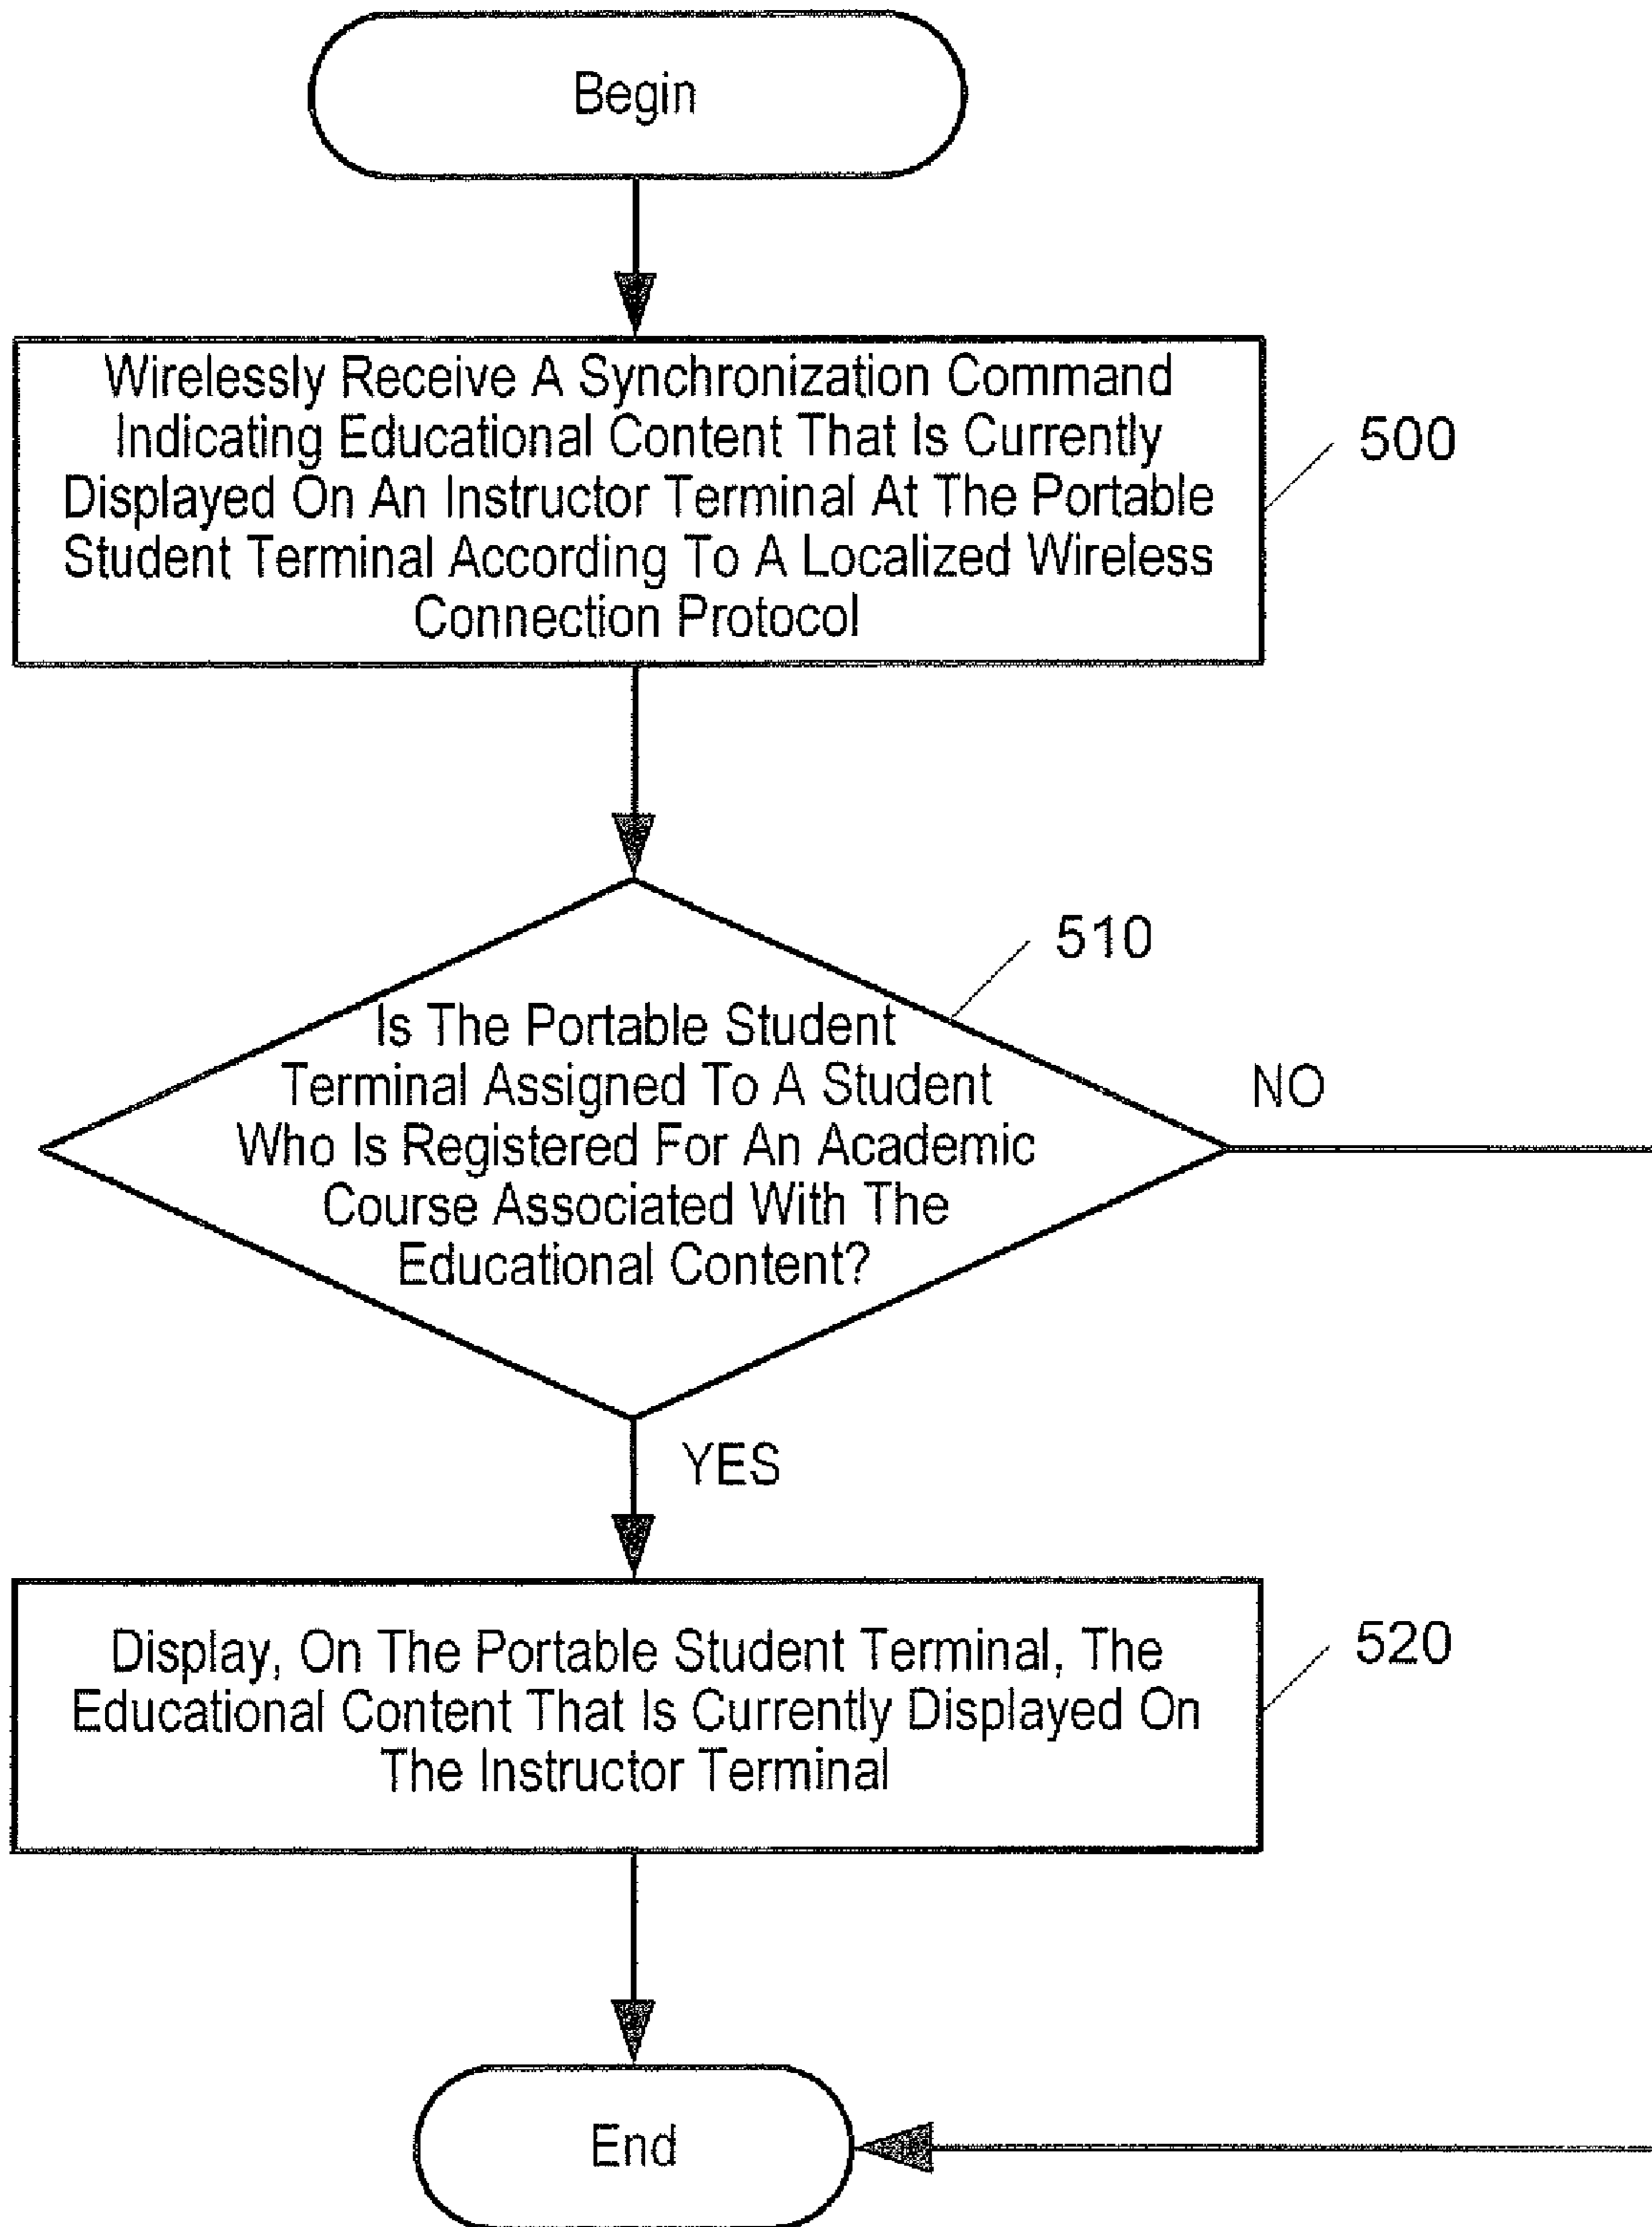 Begin
Wirelessly Receive A Synchronization Command
Indicating Educational Content That Is Currently
Displayed On An Instructor Terminal At The Portable
Student Terminal According To A Localized Wireless
Connection Protocol
500
510
Is The Portable Student
Terminal Assigned To A Student
Who Is Registered For An Academic
Course Associated With The
Educational Content?
NO
YES
Display, On The Portable Student Terminal, The
Educational Content That Is Currently Displayed On
The Instructor Terminal
520
End